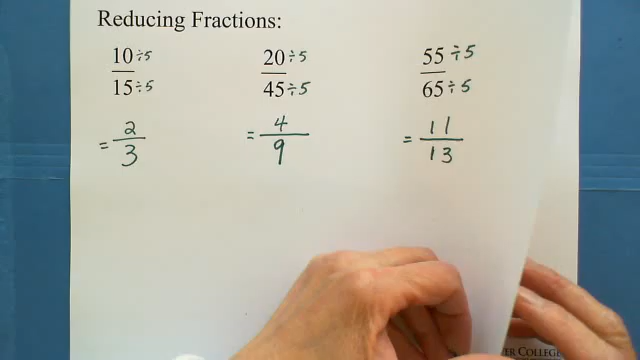 Reducing Fractions:
10 ÷5 20 ÷5 55 ÷5
15 ÷5 45 ÷5 65 ÷5
= 2/3 = 4/9 = 11/13
COLLEGE